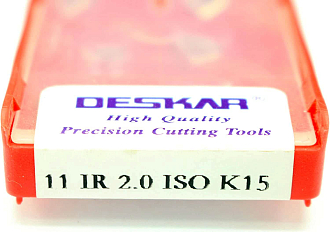 DESKAR
High Quality
Precision Cutting Tools
11 IR 2.0 ISO K15